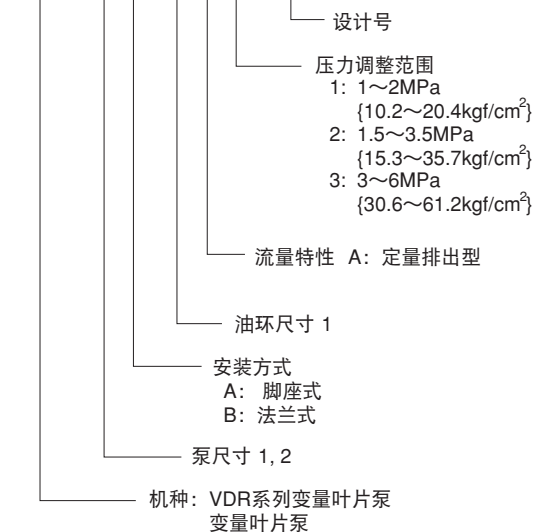 设计号
压力调整范围
1: 1～2MPa
{10.2～20.4kgf/cm²}
2: 1.5～3.5MPa
{15.3～35.7kgf/cm²}
3: 3～6MPa
{30.6～61.2kgf/cm²}
流量特性 A：定量排出型
油环尺寸 1
安装方式
A： 脚座式
B：法兰式
泵尺寸 1, 2
机种：VDR系列变量叶片泵
变量叶片泵